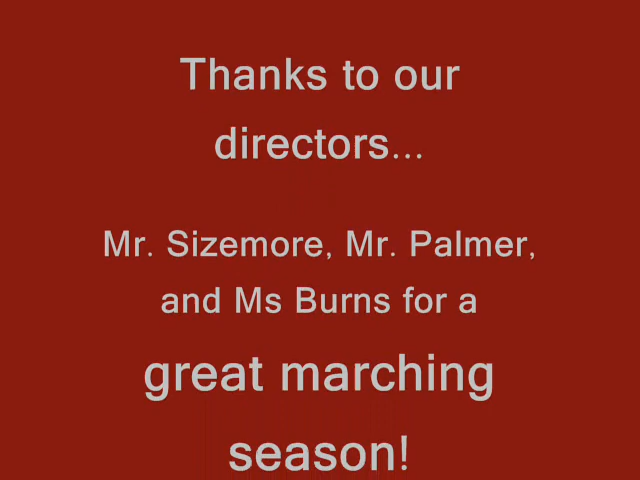 Thanks to our
directors...
Mr. Sizemore, Mr. Palmer,
and Ms Burns for a
great marching
season!